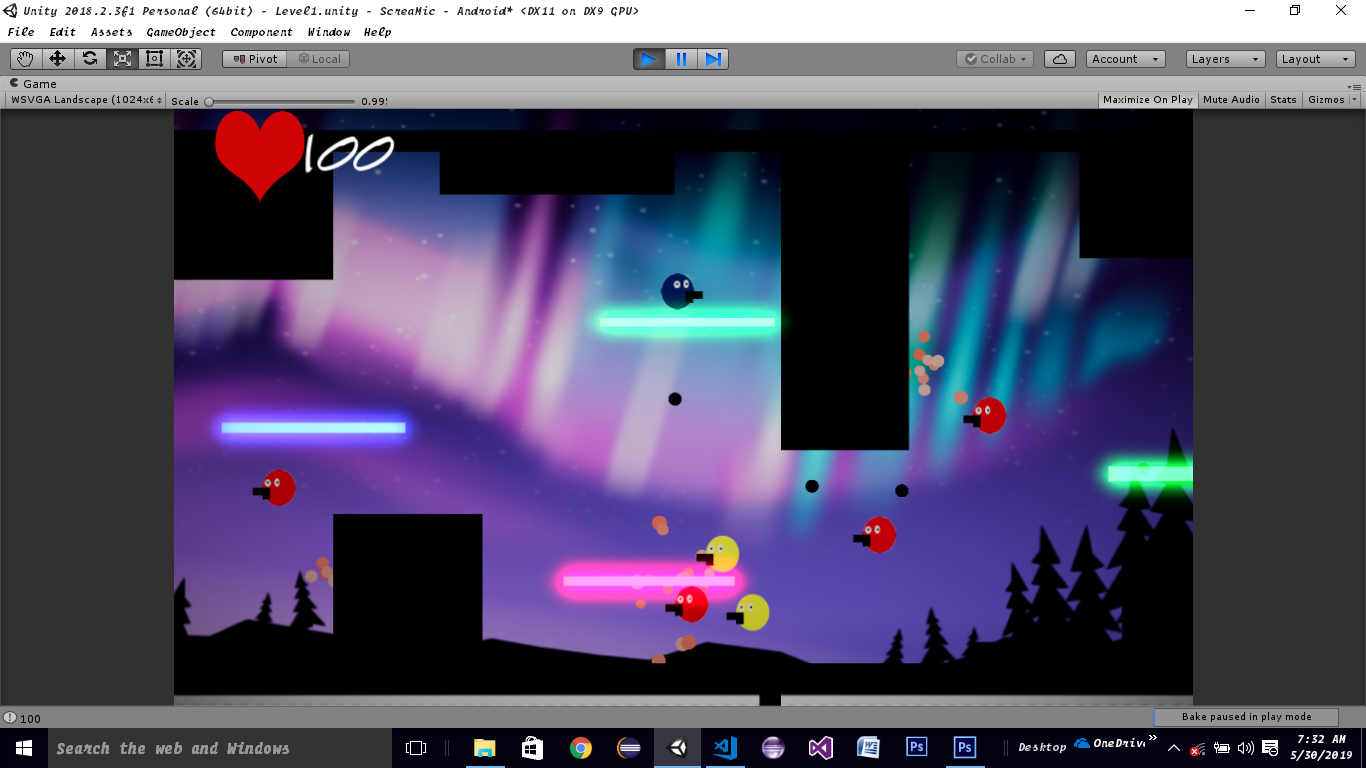 Unity 2018.2.3f1 Personal (64bit) - Level1.unity - ScreaMic - Android* <DX11 on DX9 GPU>
File Edit Assets GameObject Component Window Help
Pivot Local Collab Account Layers Layout
Game
WSVGA Landscape (1024x6 Scale 0.99 Maximize On Play Mute Audio Stats Gizmos
100
100
Bake paused in play mode
Search the web and Windows
W Ps Ps
Desktop OneDrive
7:32 AM
5/30/2019